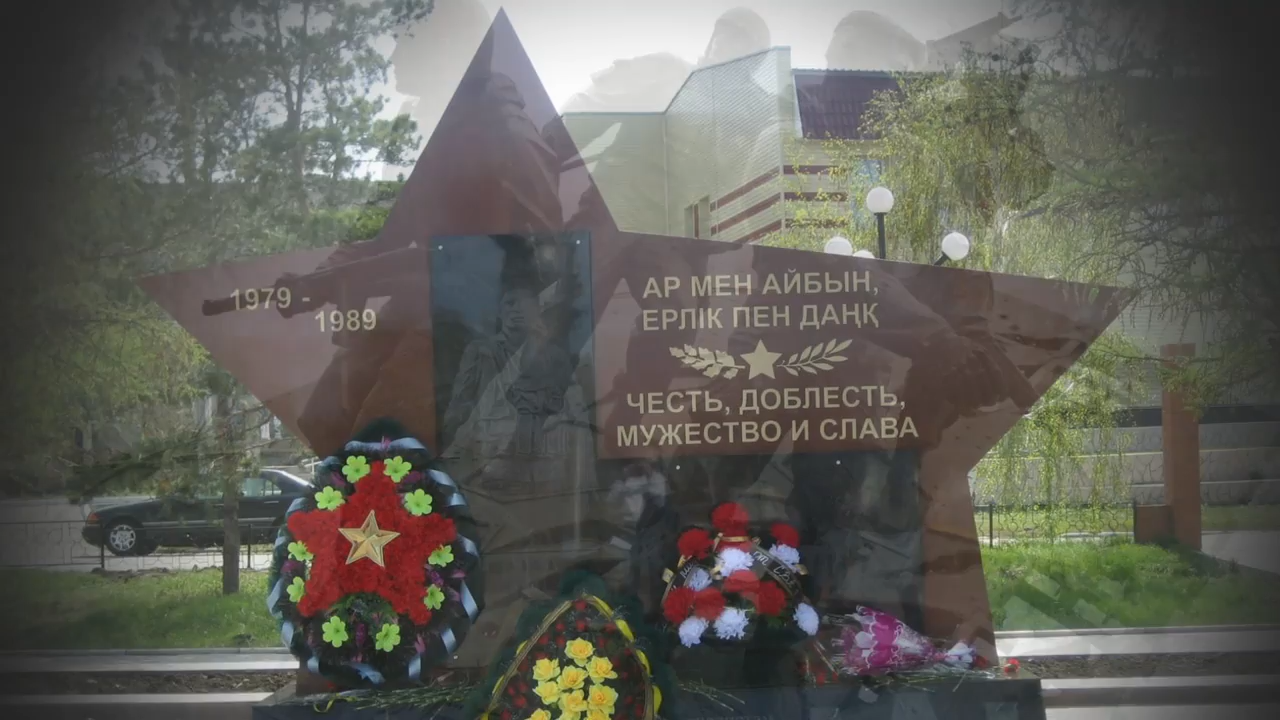 1979 -
1989
АР МЕН АЙБЫН,
ЕРЛІК ПЕН ДАҢҚ
ЧЕСТЬ, ДОБЛЕСТЬ,
МУЖЕСТВО И СЛАВА